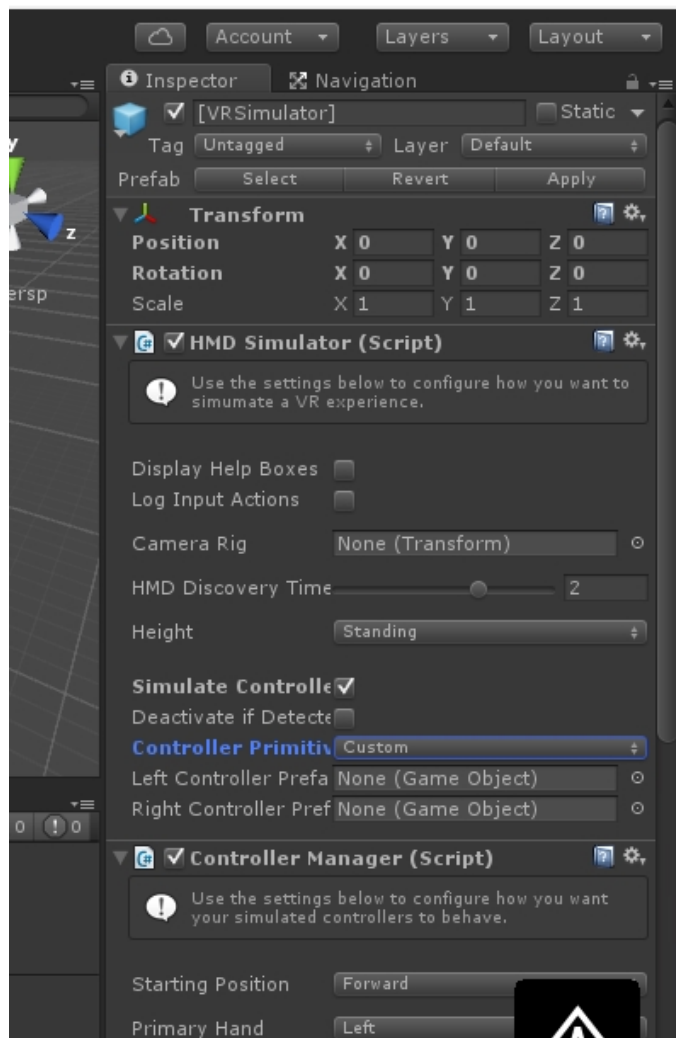 Account Layers Layout
Inspector Navigation
[VRSimulator] Static
y
Tag Untagged Layer Default
Prefab Select Revert Apply
Transform
z
Position X 0 Y 0 Z 0
Rotation X 0 Y 0 Z 0
ersp
Scale X 1 Y 1 Z 1
HMD Simulator (Script)
Use the settings below to configure how you want to
simumate a VR experience.
Display Help Boxes
Log Input Actions
Camera Rig None (Transform)
HMD Discovery Time 2
Height Standing
Simulate Controlle
Deactivate if Detecte
Controller Primitiv Custom
Left Controller Prefa None (Game Object)
Right Controller Pref None (Game Object)
0 0
Controller Manager (Script)
Use the settings below to configure how you want
your simulated controllers to behave.
Starting Position Forward
Primary Hand Left